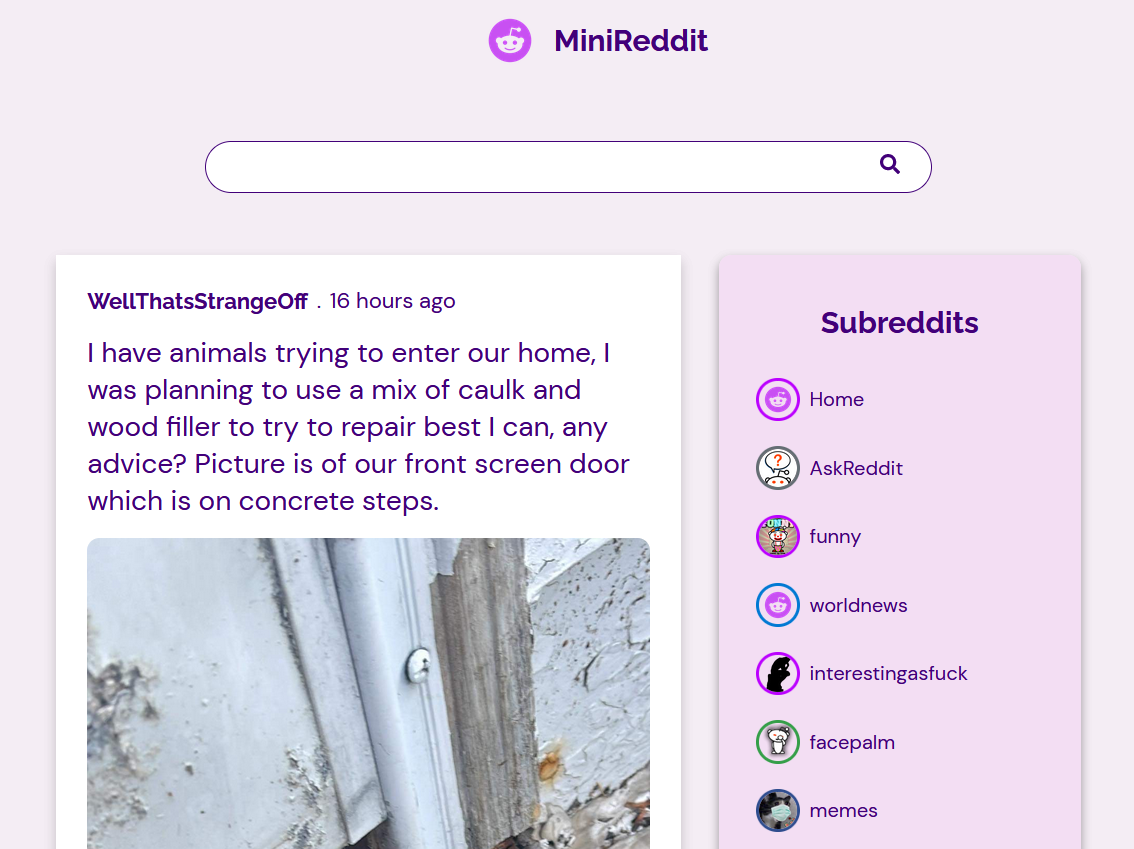 MiniReddit
WellThatsStrangeOff . 16 hours ago
I have animals trying to enter our home, I
was planning to use a mix of caulk and
wood filler to try to repair best I can, any
advice? Picture is of our front screen door
which is on concrete steps.
Subreddits
Home
?
AskReddit
funny
worldnews
interestingasfuck
facepalm
memes